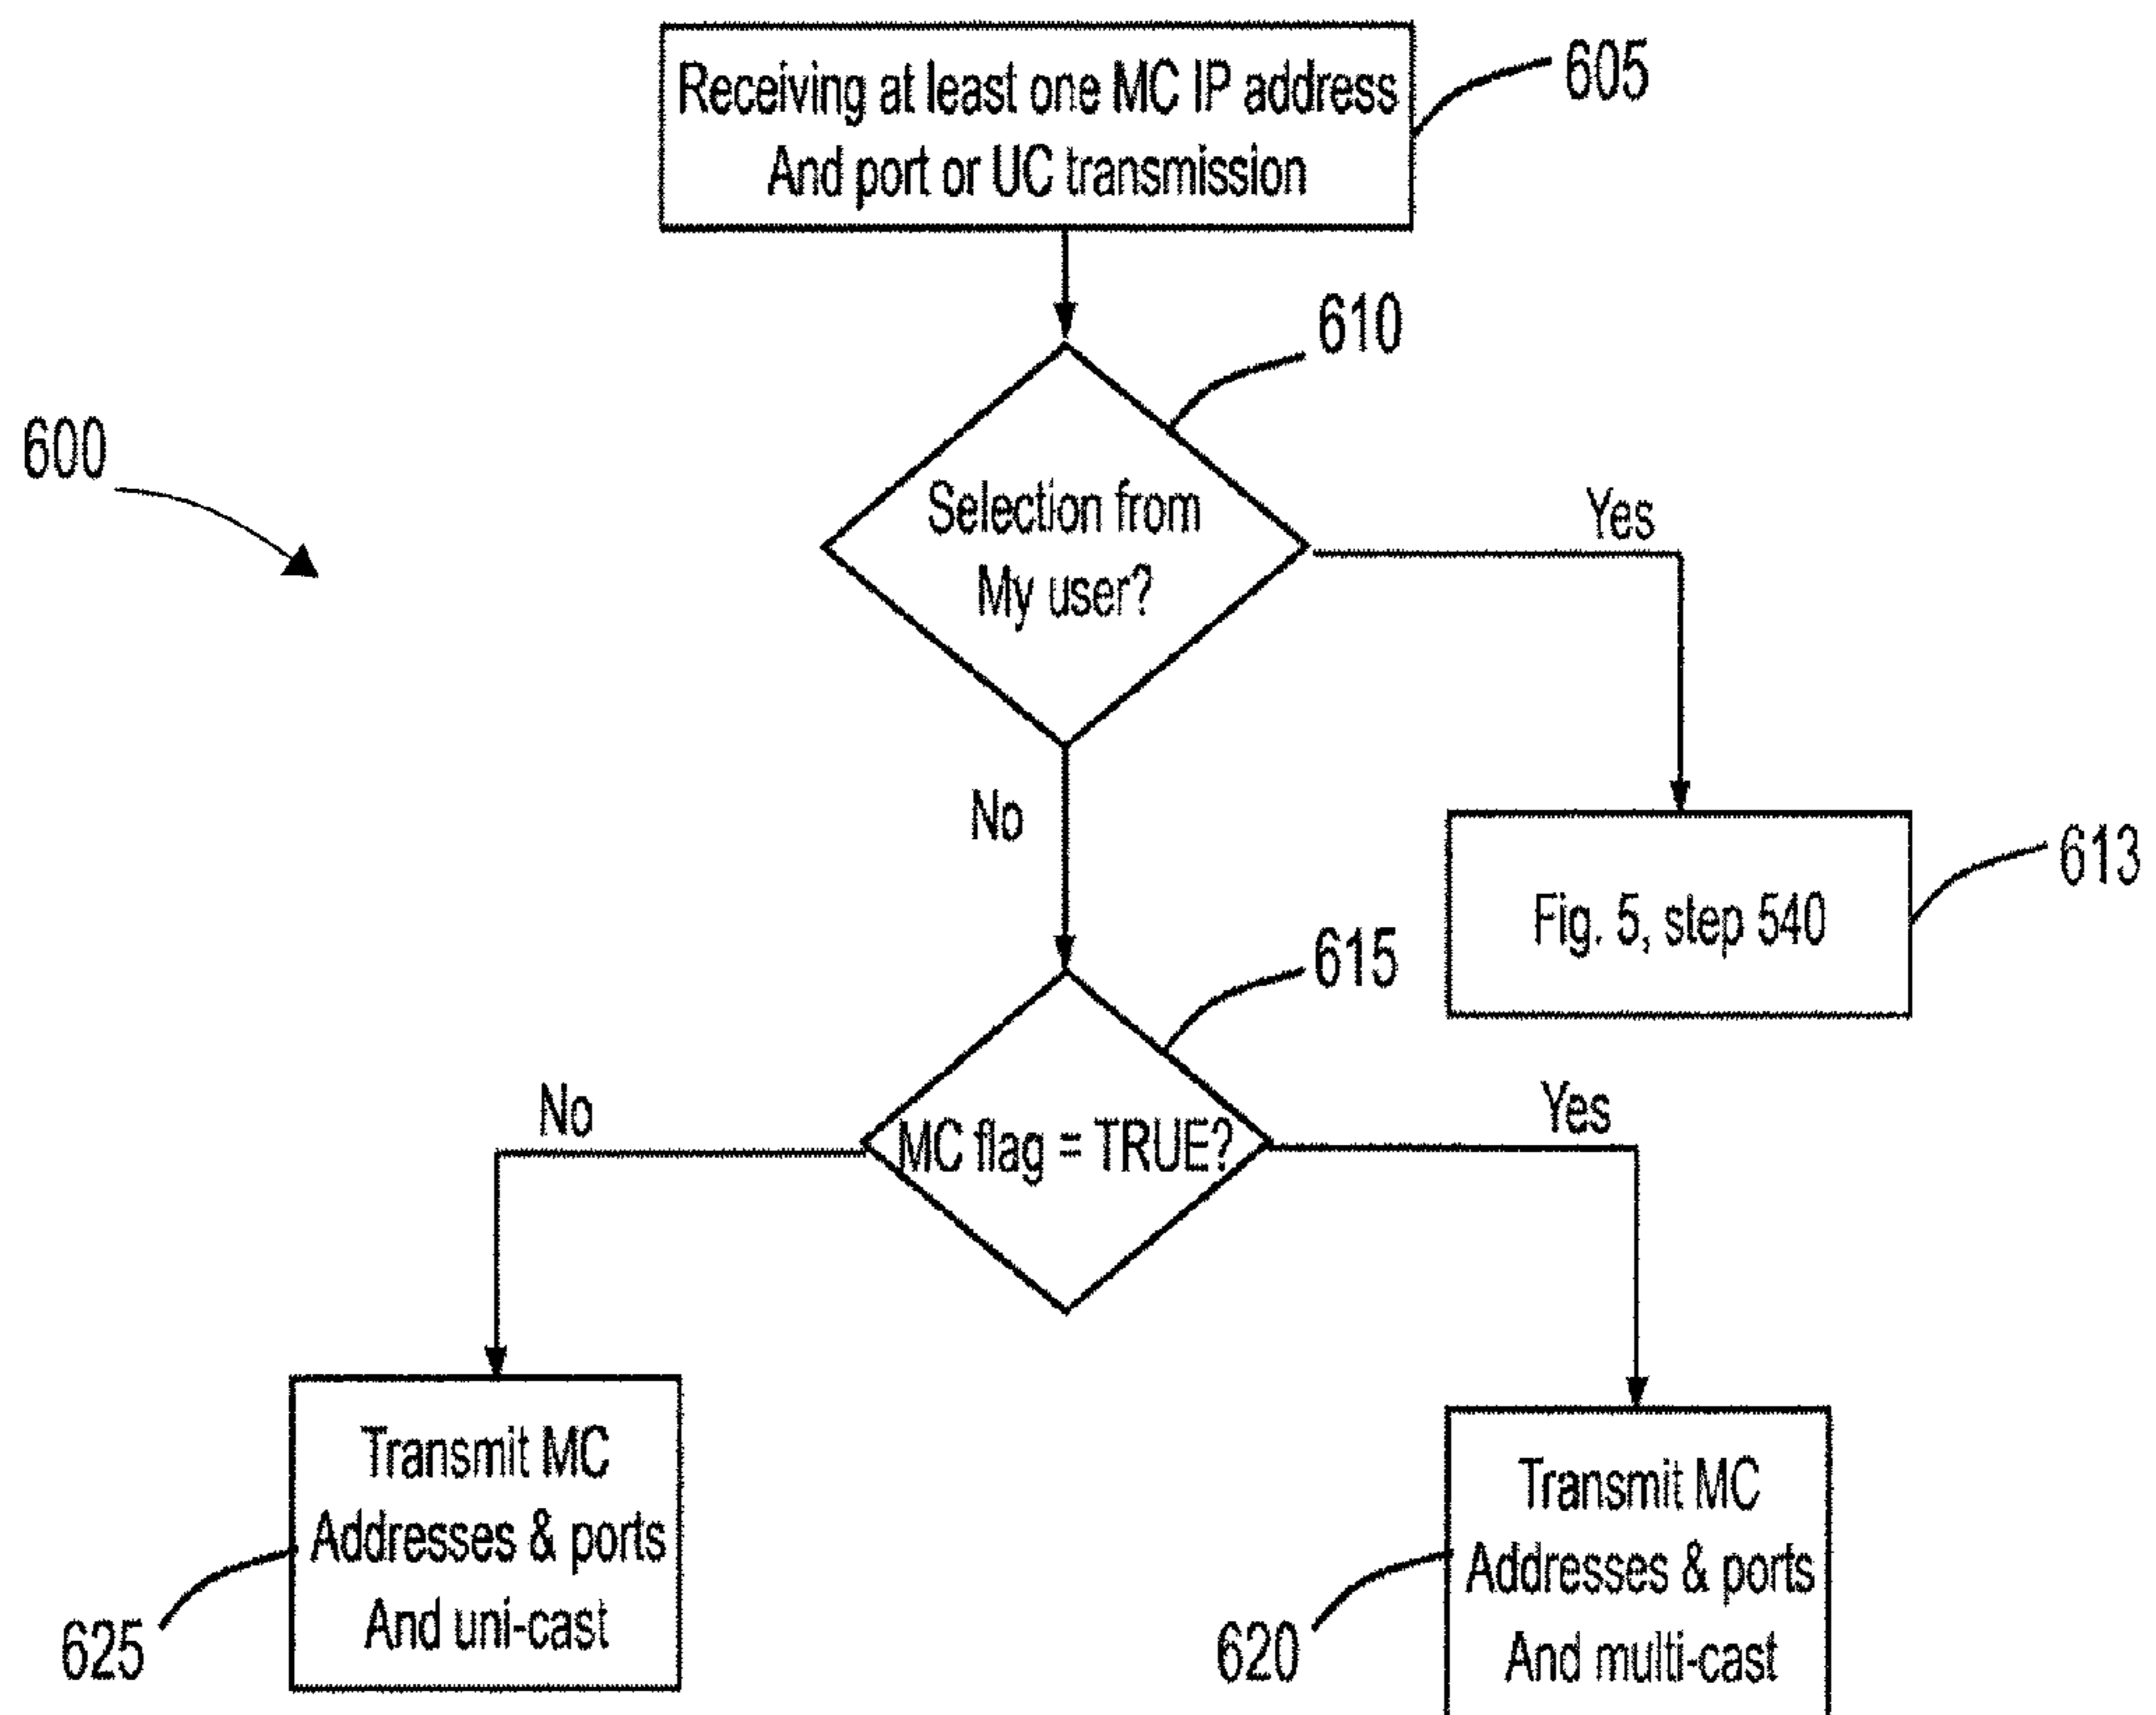 Receiving at least one MC IP address
And port or UC transmission
605
610
600
Selection from
My user?
Yes
No
613
Fig. 5, step 540
615
No
MC flag = TRUE?
Yes
Transmit MC
Addresses & ports
And uni-cast
625
Transmit MC
Addresses & ports
And multi-cast
620